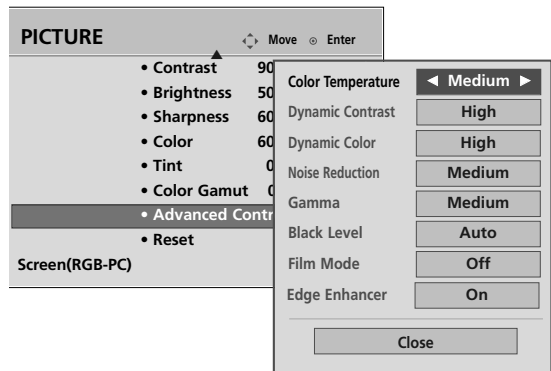 PICTURE
Move
Enter
• Contrast 90
• Brightness 50
• Sharpness 60
• Color 60
• Tint 0
• Color Gamut
• Advanced Contr
• Reset
Screen(RGB-PC)
Color Temperature ◄ Medium ►
Dynamic Contrast High
Dynamic Color High
Noise Reduction Medium
Gamma Medium
Black Level Auto
Film Mode Off
Edge Enhancer On
Close